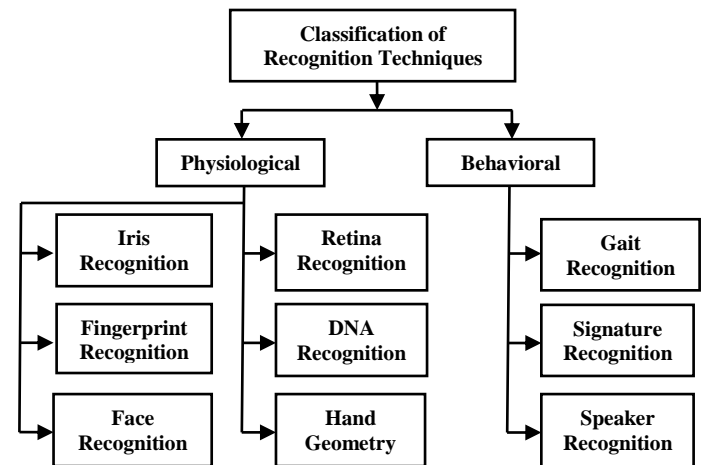 Classification of
Recognition Techniques
Physiological
Behavioral
Iris
Recognition
Retina
Recognition
Gait
Recognition
Fingerprint
Recognition
DNA
Recognition
Signature
Recognition
Face
Recognition
Hand
Geometry
Speaker
Recognition